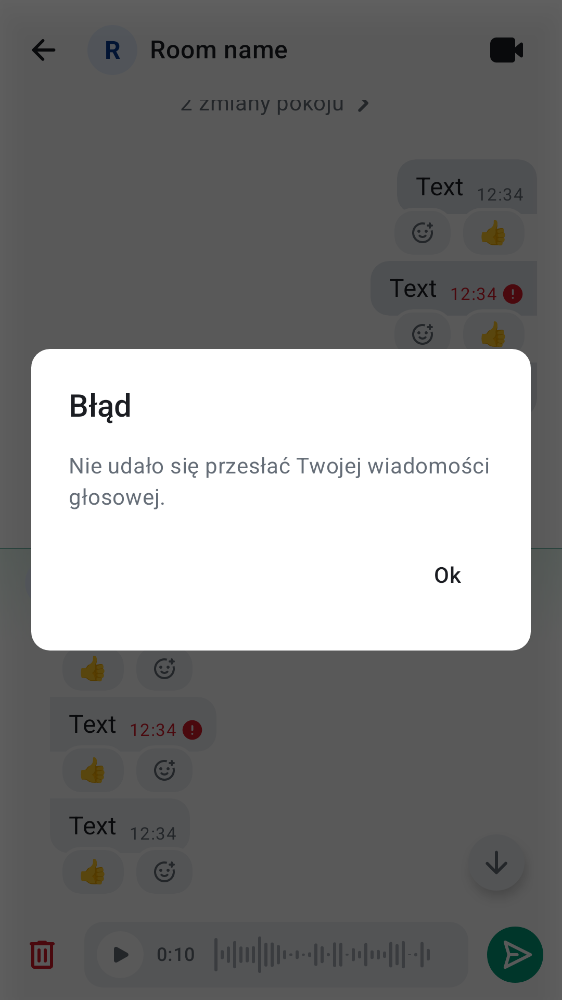 R Room name
2 zmiany pokoju
Text 12:34
Text 12:34
Błąd
Nie udało się przesłać Twojej wiadomości
głosowej.
Ok
Text 12:34
Text 12:34
0:10